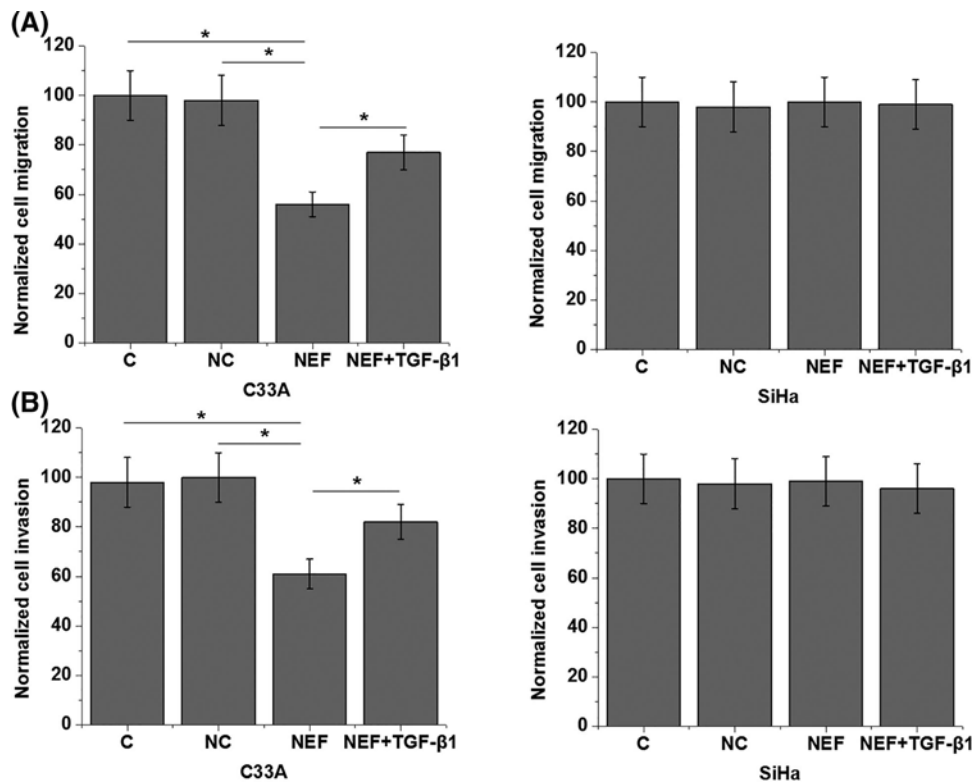 (A)
* 
*
*
Normalized cell migration
120
100
80
60
40
20
0
C NC NEF NEF+TGF-β1
C33A
Normalized cell migration
120
100
80
60
40
20
0
C NC NEF NEF+TGF-β1
SiHa
(B)
*
*
*
Normalized cell invasion
120
100
80
60
40
20
0
C NC NEF NEF+TGF-β1
C33A
Normalized cell invasion
120
100
80
60
40
20
0
C NC NEF NEF+TGF-β1
SiHa